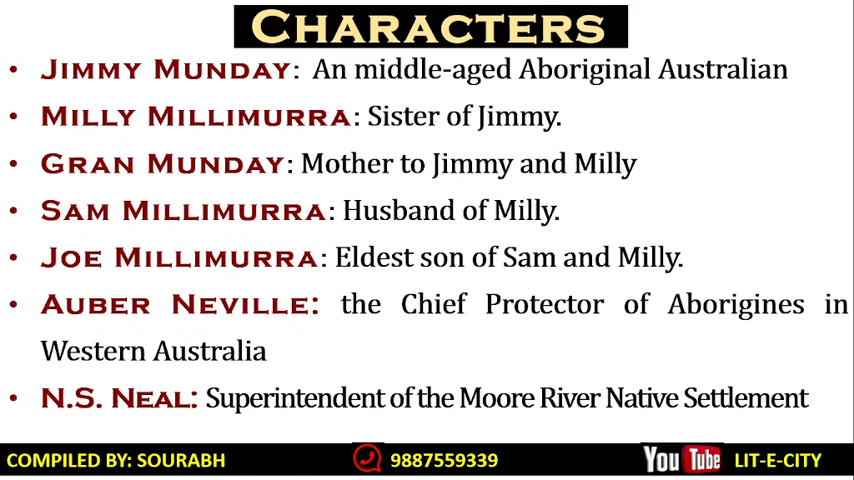 CHARACTERS
• JIMMY MUNDAY: An middle-aged Aboriginal Australian
• MILLY MILLIMURRA: Sister of Jimmy.
• GRAN MUNDAY: Mother to Jimmy and Milly
• SAM MILLIMURRA: Husband of Milly.
• JOE MILLIMURRA: Eldest son of Sam and Milly.
• AUBER NEVILLE: the Chief Protector of Aborigines in
Western Australia
• N.S. NEAL: Superintendent of the Moore River Native Settlement
COMPILED BY: SOURABH 9887559339 YouTube LIT-E-CITY